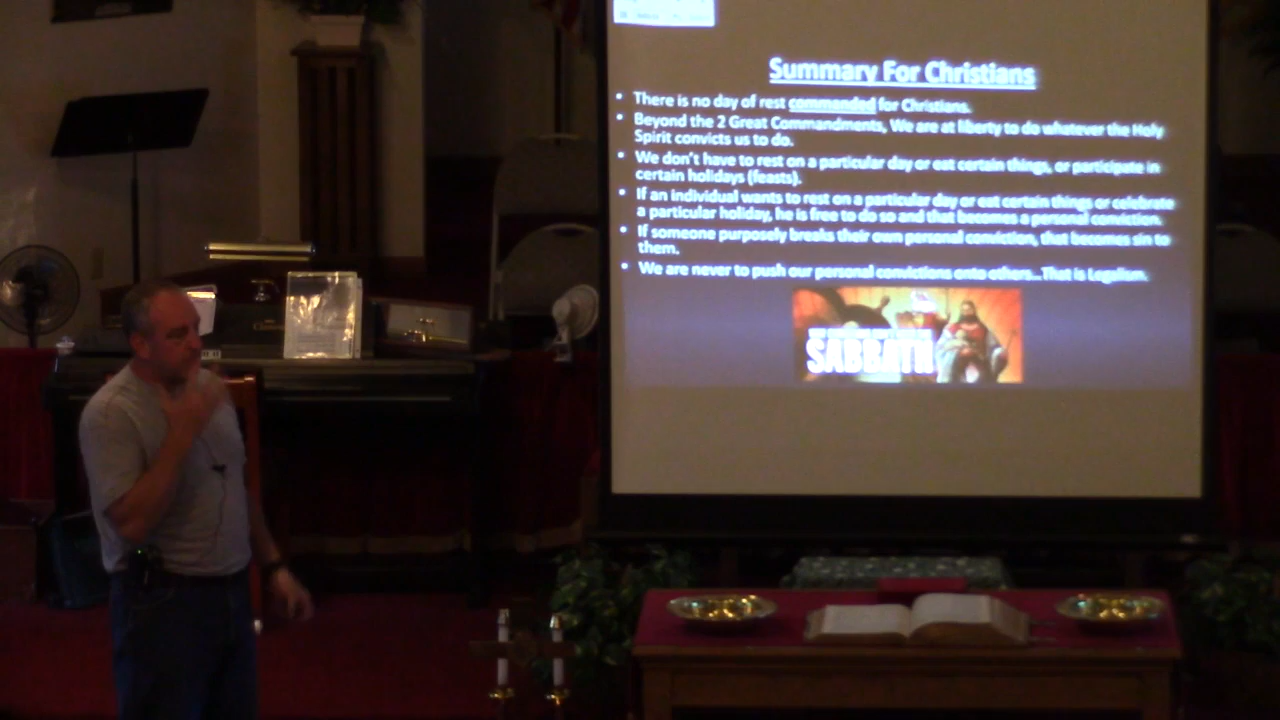 Summary For Christians
• There is no day of rest commanded for Christians.
• Beyond the 2 Great Commandments, We are at liberty to do whatever the Holy
Spirit convicts us to do.
• We don't have to rest on a particular day or eat certain things, or participate in
certain holidays (feasts).
• If an individual wants to rest on a particular day or eat certain things or celebrate
a particular holiday, he is free to do so and that becomes a personal conviction.
• If someone purposely breaks their own personal conviction, that becomes sin to
them.
• We are never to push our personal convictions onto others...That is Legalism.
SABBATH